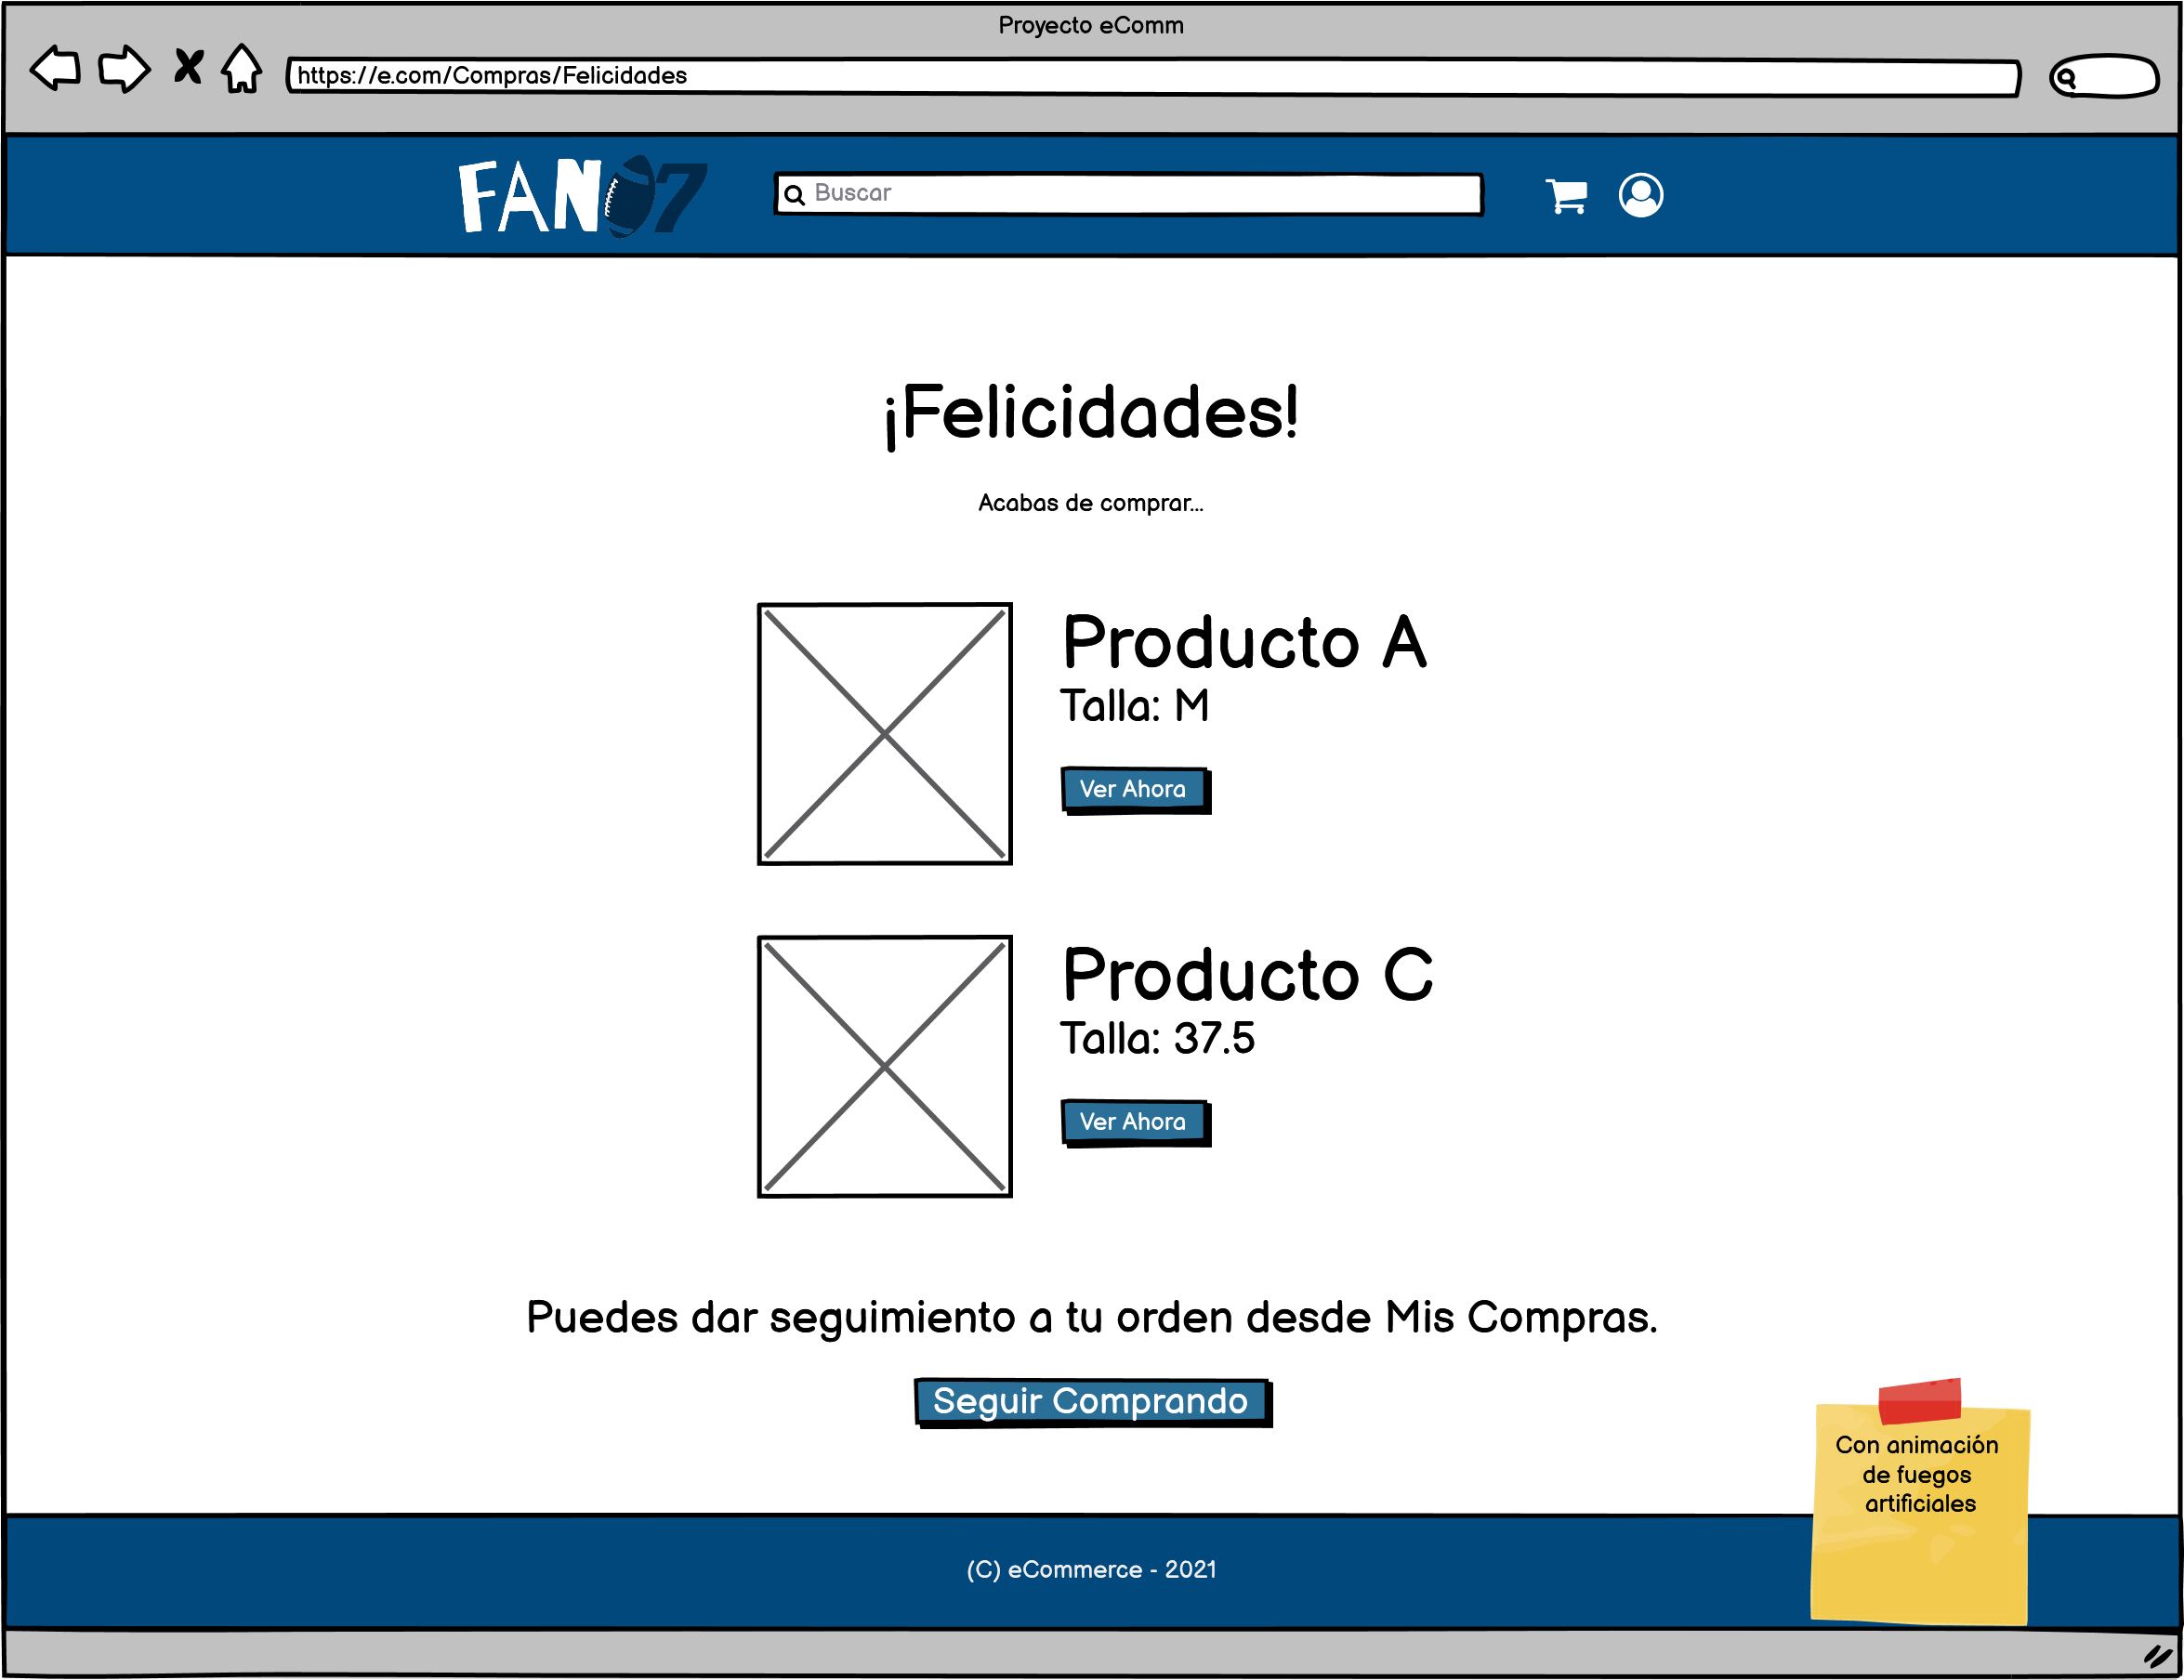 Proyecto eComm
https://e.com/Compras/Felicidades
FAN 7
Buscar
¡Felicidades!
Acabas de comprar...
Producto A
Talla: M
Ver Ahora
Producto C
Talla: 37.5
Ver Ahora
Puedes dar seguimiento a tu orden desde Mis Compras.
Seguir Comprando
Con animación
de fuegos
artificiales
(C) eCommerce - 2021